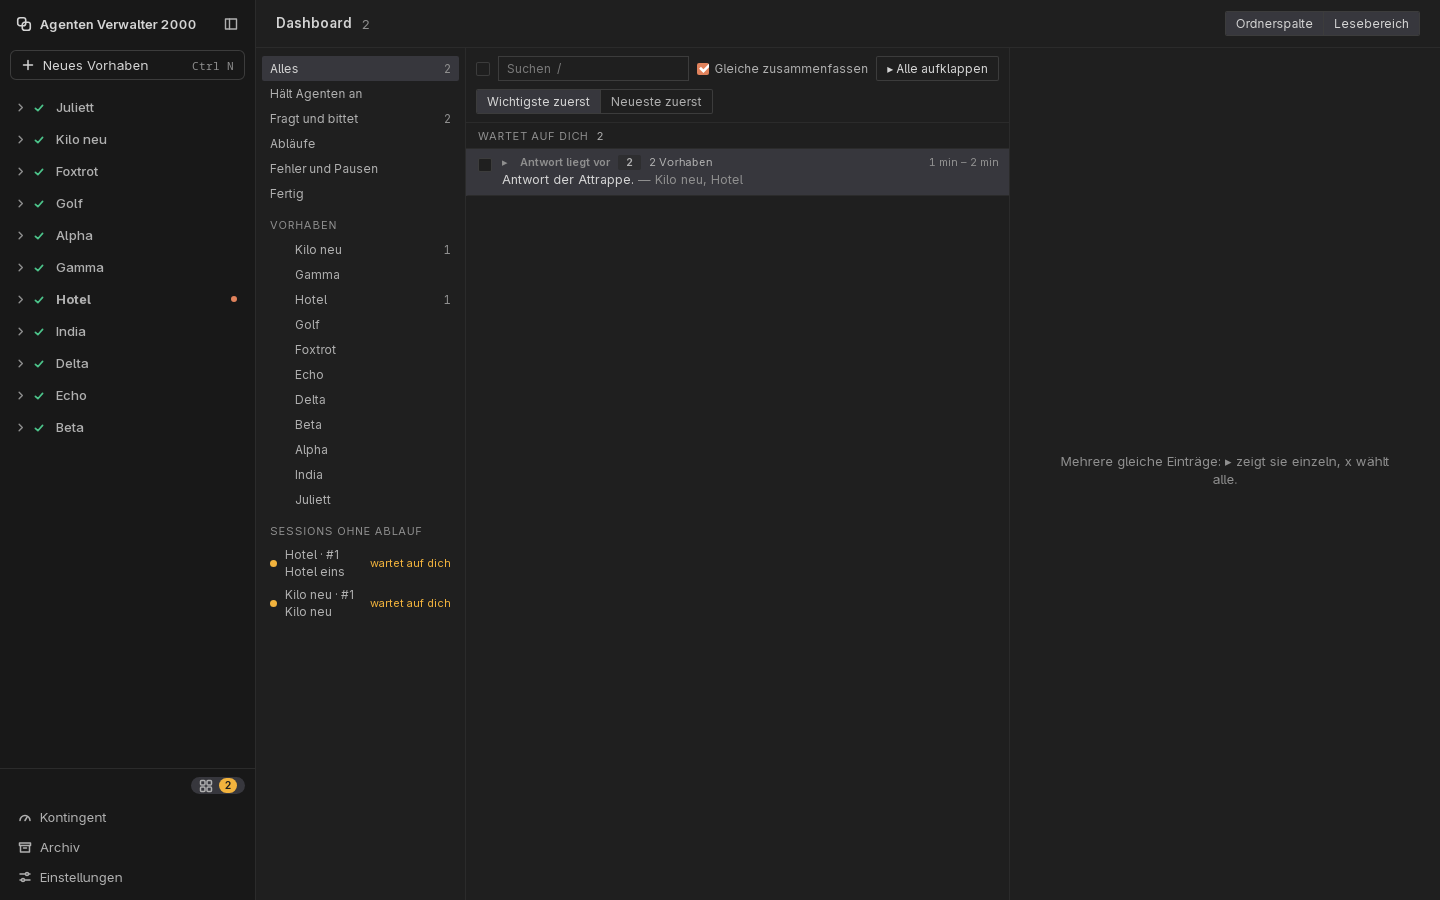 Agenten Verwalter 2000
Neues Vorhaben Ctrl N
Juliett
Kilo neu
Foxtrot
Golf
Alpha
Gamma
Hotel
India
Delta
Echo
Beta
2
Kontingent
Archiv
Einstellungen
Dashboard 2
Ordnerspalte Lesebereich
Alles 2
Hält Agenten an
Fragt und bittet 2
Abläufe
Fehler und Pausen
Fertig
VORHABEN
Kilo neu 1
Gamma
Hotel 1
Golf
Foxtrot
Echo
Delta
Beta
Alpha
India
Juliett
SESSIONS OHNE ABLAUF
Hotel · #1
Hotel eins wartet auf dich
Kilo neu · #1
Kilo neu wartet auf dich
Suchen / Gleiche zusammenfassen ▸ Alle aufklappen
Wichtigste zuerst Neueste zuerst
WARTET AUF DICH 2
▸ Antwort liegt vor 2 2 Vorhaben 1 min – 2 min
Antwort der Attrappe. — Kilo neu, Hotel
Mehrere gleiche Einträge: ▸ zeigt sie einzeln, x wählt
alle.